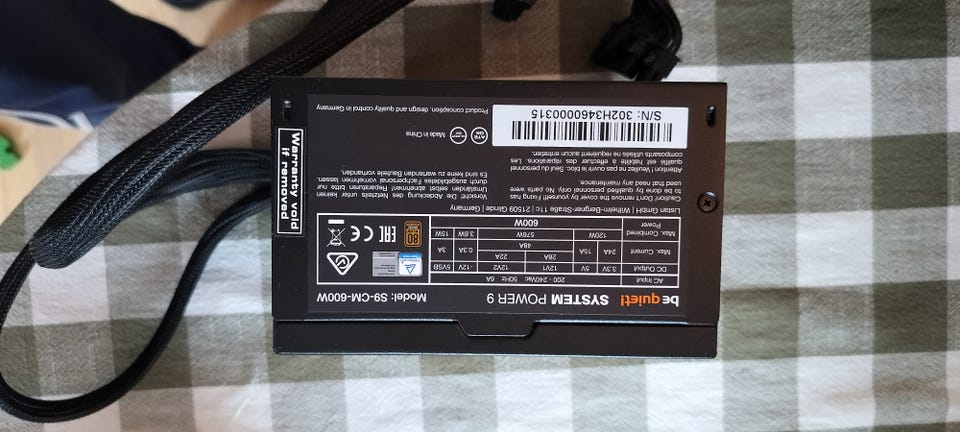 be quiet! SYSTEM POWER 9 Model: S9-CM-600W
AC Input 200 - 240Vac 50Hz 6A
DC Output 3.3V 5V 12V1 12V2 -12V 5VSB
Max. Current 24A 15A 28A 22A 0.3A 3A
48A
Max. Combined Power 120W 576W 3.6W 15W
600W
80
BRONZE
CE EAC
Listan GmbH | Wilhelm-Bergner-Straße 11c | 21509 Glinde | Germany
Caution! Don't remove the cover by yourself. Fixing has
to be done by qualified personnel only. No parts were
used that need any maintenance.
Vorsicht! Die Abdeckung des Netzteils unter keinen
Umständen selbst abnehmen! Reparaturen bitte nur
durch ausgebildetes Fachpersonal vornehmen lassen.
Es sind keine zu wartenden Bauteile vorhanden.
Attention ! Veuillez ne pas ouvrir le bloc. Seul du personnel
qualifié est habilité à effectuer des réparations. Les
composants utilisés ne requièrent aucun entretien.
S/N: 302H3460000315
Made in China
Product conception, design and quality control in Germany
Warranty void
if removed